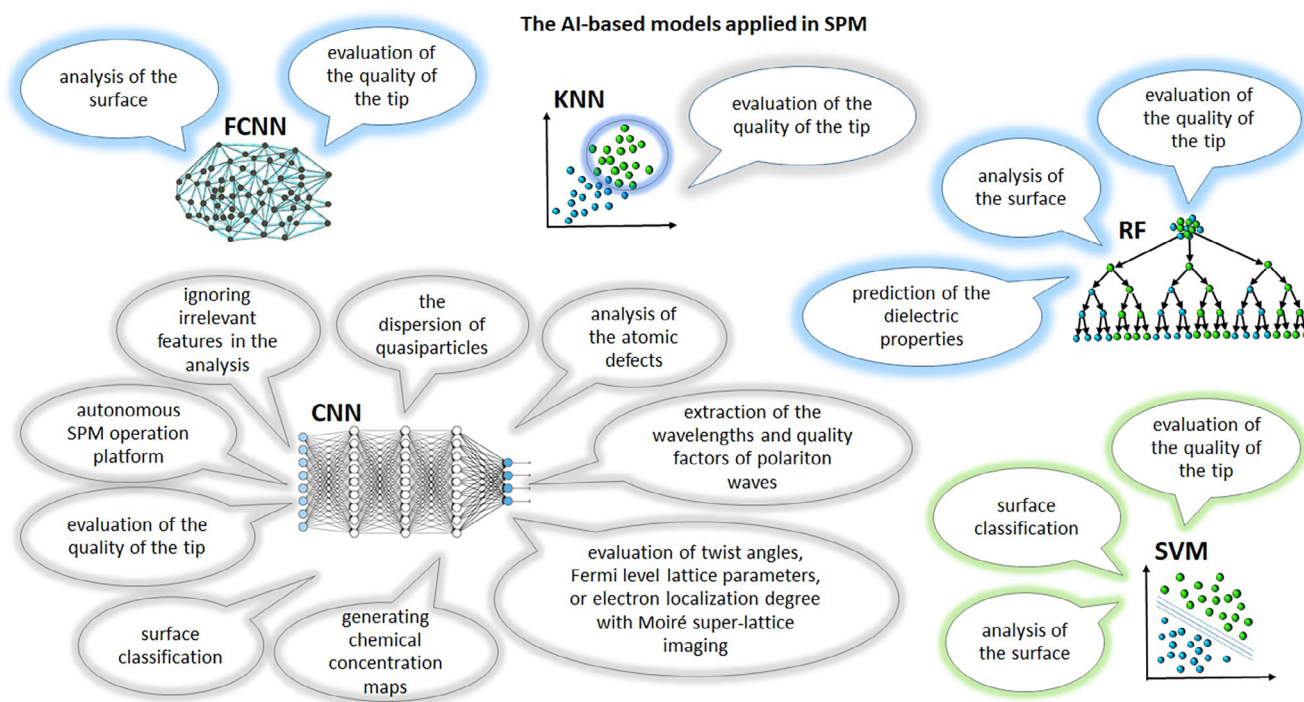 The AI-based models applied in SPM
analysis of the
surface
evaluation of
the quality of
the tip
FCNN
KNN
evaluation of the
quality of the tip
evaluation of
the quality of
the tip
analysis of
the surface
RF
prediction of the
dielectric
properties
ignoring
irrelevant
features in the
analysis
the
dispersion of
quasiparticles
analysis of
the atomic
defects
autonomous
SPM operation
platform
CNN
extraction of the
wavelengths and quality
factors of polariton
waves
evaluation of the
quality of the tip
evaluation of twist angles,
Fermi level lattice parameters,
or electron localization degree
with Moiré super-lattice
imaging
surface
classification
generating
chemical
concentration
maps
evaluation of
the quality of
the tip
surface
classification
SVM
analysis of
the surface